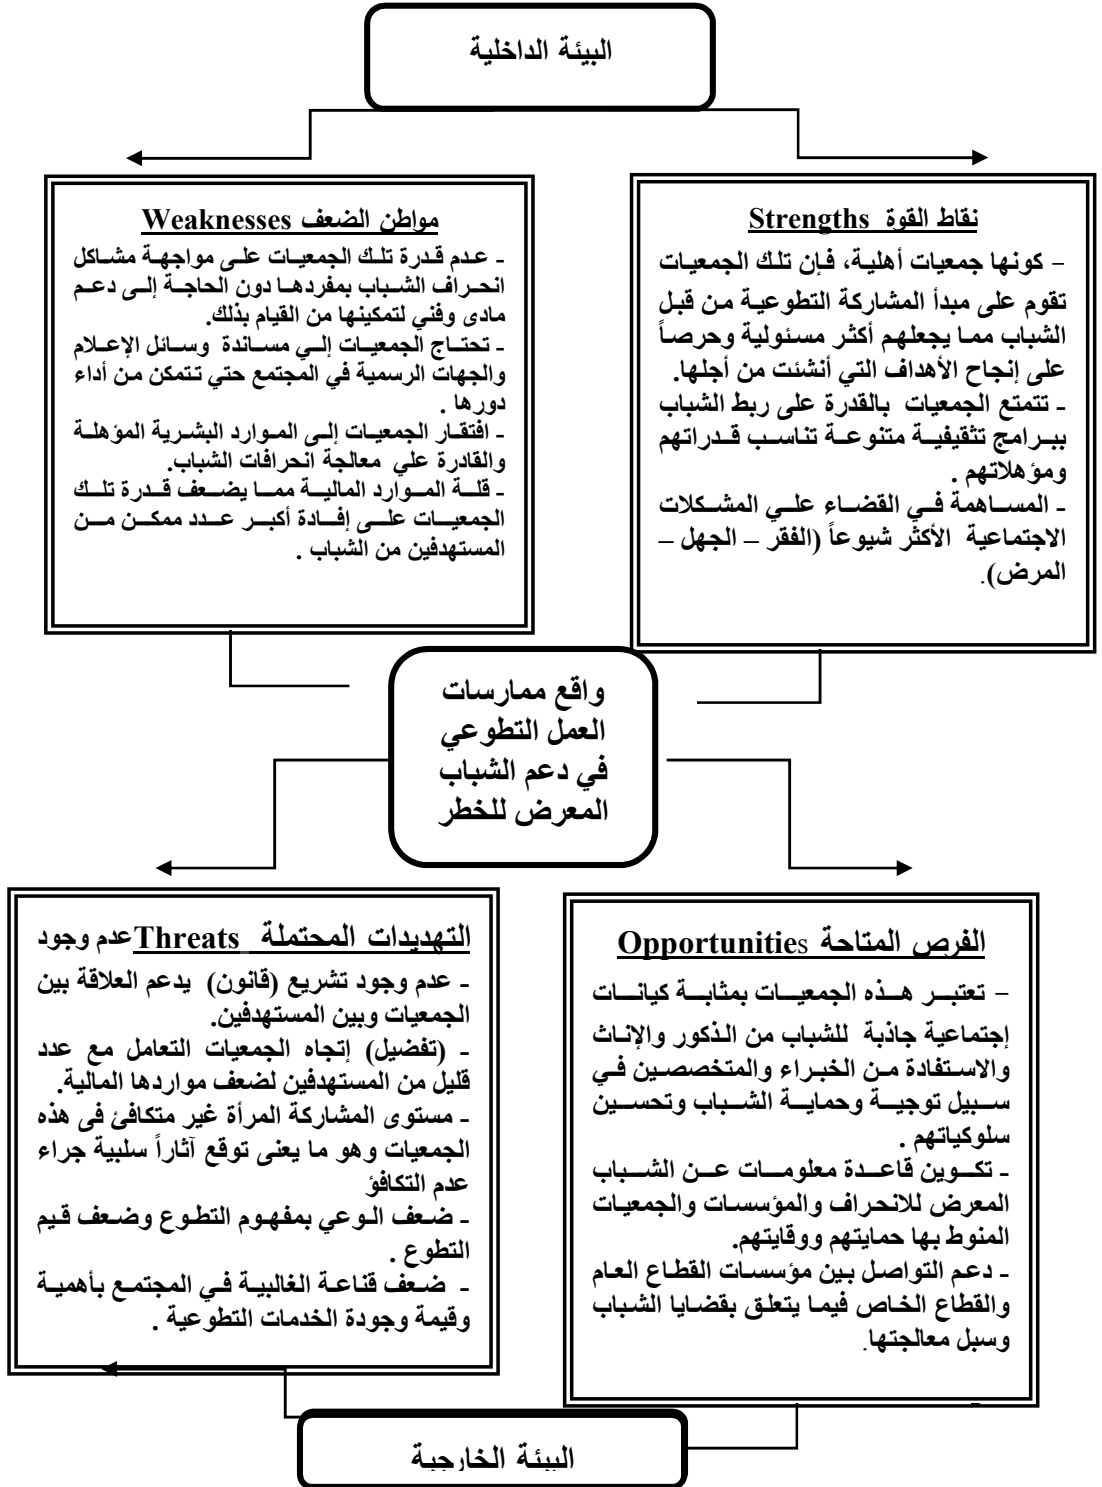 البيئة الداخلية
نقاط القوة Strengths
– كونها جمعيات أهلية، فإن تلك الجمعيات
تقوم على مبدأ المشاركة التطوعية من قبل
الشباب مما يجعلهم أكثر مسئولية وحرصاً
على إنجاح الأهداف التي أنشئت من أجلها.
- تتمتع الجمعيات بالقدرة على ربط الشباب
ببرامج تثقيفية متنوعة تناسب قدراتهم
ومؤهلاتهم .
- المساهمة في القضاء علي المشكلات
الاجتماعية الأكثر شيوعاً (الفقر – الجهل –
المرض).
مواطن الضعف Weaknesses
- عدم قدرة تلك الجمعيات على مواجهة مشاكل
انحراف الشباب بمفردها دون الحاجة إلى دعم
مادى وفني لتمكينها من القيام بذلك.
- تحتاج الجمعيات إلي مساندة وسائل الإعلام
والجهات الرسمية في المجتمع حتي تتمكن من أداء
دورها .
- افتقار الجمعيات إلى الموارد البشرية المؤهلة
والقادرة علي معالجة انحرافات الشباب.
- قلة الموارد المالية مما يضعف قدرة تلك
الجمعيات على إفادة أكبر عدد ممكن من
المستهدفين من الشباب .
واقع ممارسات
العمل التطوعي
في دعم الشباب
المعرض للخطر
الفرص المتاحة Opportunities
– تعتبر هذه الجمعيات بمثابة كيانات
إجتماعية جاذبة للشباب من الذكور والإناث
والاستفادة من الخبراء والمتخصصين في
سبيل توجية وحماية الشباب وتحسين
سلوكياتهم .
- تكوين قاعدة معلومات عن الشباب
المعرض للانحراف والمؤسسات والجمعيات
المنوط بها حمايتهم ووقايتهم.
- دعم التواصل بين مؤسسات القطاع العام
والقطاع الخاص فيما يتعلق بقضايا الشباب
وسبل معالجتها.
التهديدات المحتملة Threats عدم وجود
- عدم وجود تشريع (قانون) يدعم العلاقة بين
الجمعيات وبين المستهدفين.
- (تفضيل) إتجاه الجمعيات التعامل مع عدد
قليل من المستهدفين لضعف مواردها المالية.
- مستوى المشاركة المرأة غير متكافئ فى هذه
الجمعيات وهو ما يعنى توقع آثاراً سلبية جراء
عدم التكافؤ
- ضعف الوعي بمفهوم التطوع وضعف قيم
التطوع .
- ضعف قناعة الغالبية في المجتمع بأهمية
وقيمة وجودة الخدمات التطوعية .
البيئة الخارجية